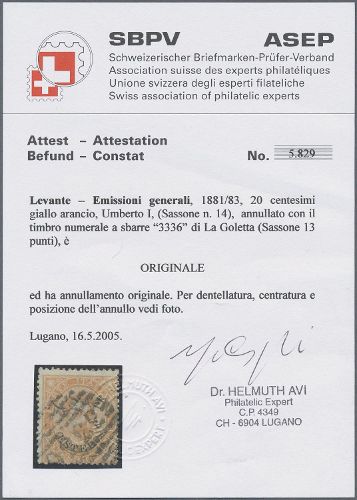 SBPV ASEP
Schweizerischer Briefmarken-Prüfer-Verband
Association suisse des experts philatéliques
Unione svizzera degli esperti filateliche
Swiss association of philatelic experts
Attest – Attestation
Befund – Constat
No. 5.829
Levante – Emissioni generali, 1881/83, 20 centesimi
giallo arancio, Umberto I, (Sassone n. 14), annullato con il
timbro numerale a sbarre “3336” di La Goletta (Sassone 13
punti), è
ORIGINALE
ed ha annullamento originale. Per dentellatura, centratura e
posizione dell'annullo vedi foto.
Lugano, 16.5.2005.
Dr. HELMUTH AVI
Philatelic Expert
C.P. 4349
CH - 6904 LUGANO